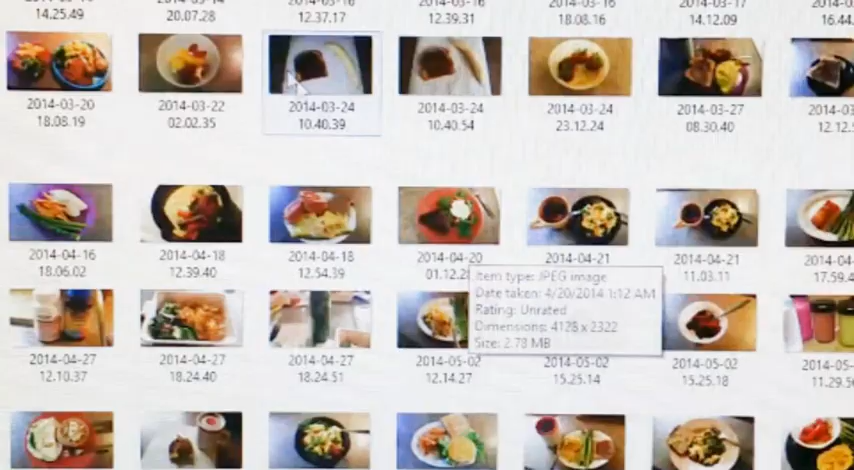 14.25.49 20.07.28 12.37.17 12.39.31 18.08.16 14.12.09 16.44.
2014-03-20 2014-03-22 2014-03-24 2014-03-24 2014-03-24 2014-03-27
18.08.19 02.02.35 10.40.39 10.40.54 23.12.24 08.30.40
2014-04-16 2014-04-18 2014-04-18 2014-04-20 2014-04-21 2014-04-21
18.06.02 12.39.40 12.54.39 01.12. 11.03.11 17.59.
Item type: JPEG image
Date taken: 4/20/2014 1:12 AM
Rating: Unrated
Dimensions: 4128 x 2322
Size: 2.78 MB
2014-04-27 2014-04-27 2014-04-27 2014-05-02 2014-05-02 2014-05-02
12.10.37 18.24.40 18.24.51 12.14.27 15.25.14 15.25.18 11.29.